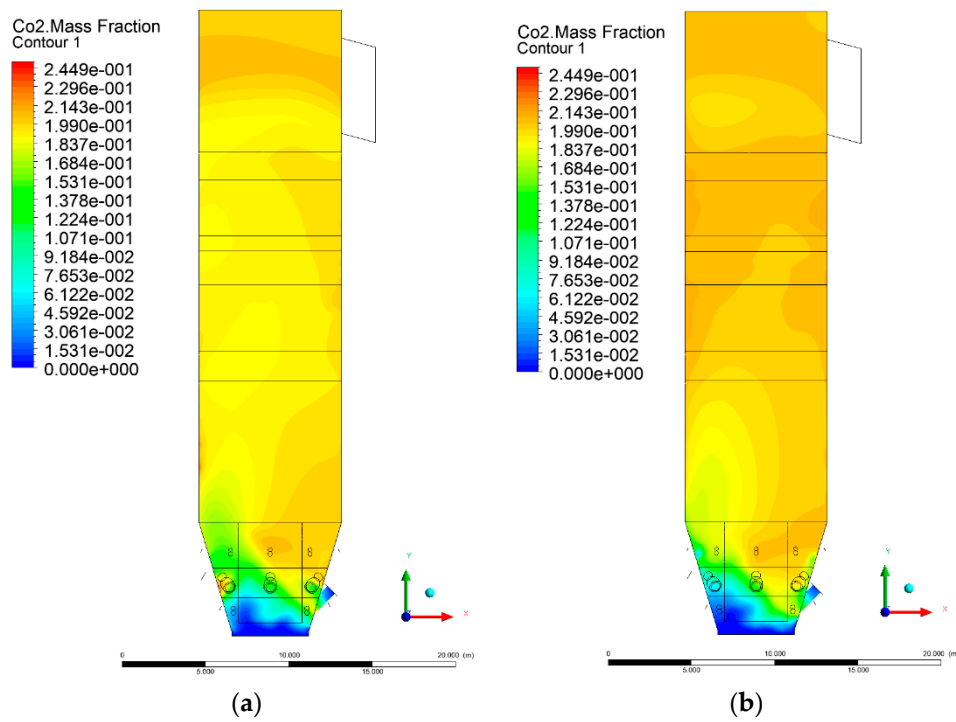 Co2.Mass Fraction
Contour 1
2.449e-001
2.296e-001
2.143e-001
1.990e-001
1.837e-001
1.684e-001
1.531e-001
1.378e-001
1.224e-001
1.071e-001
9.184e-002
7.653e-002
6.122e-002
4.592e-002
3.061e-002
1.531e-002
0.000e+000
Y
X
0
10.000
20.000
(m)
5.000
15.000
(a)
Co2.Mass Fraction
Contour 1
2.449e-001
2.296e-001
2.143e-001
1.990e-001
1.837e-001
1.684e-001
1.531e-001
1.378e-001
1.224e-001
1.071e-001
9.184e-002
7.653e-002
6.122e-002
4.592e-002
3.061e-002
1.531e-002
0.000e+000
Y
X
0
10.000
20.000
(m)
5.000
15.000
(b)